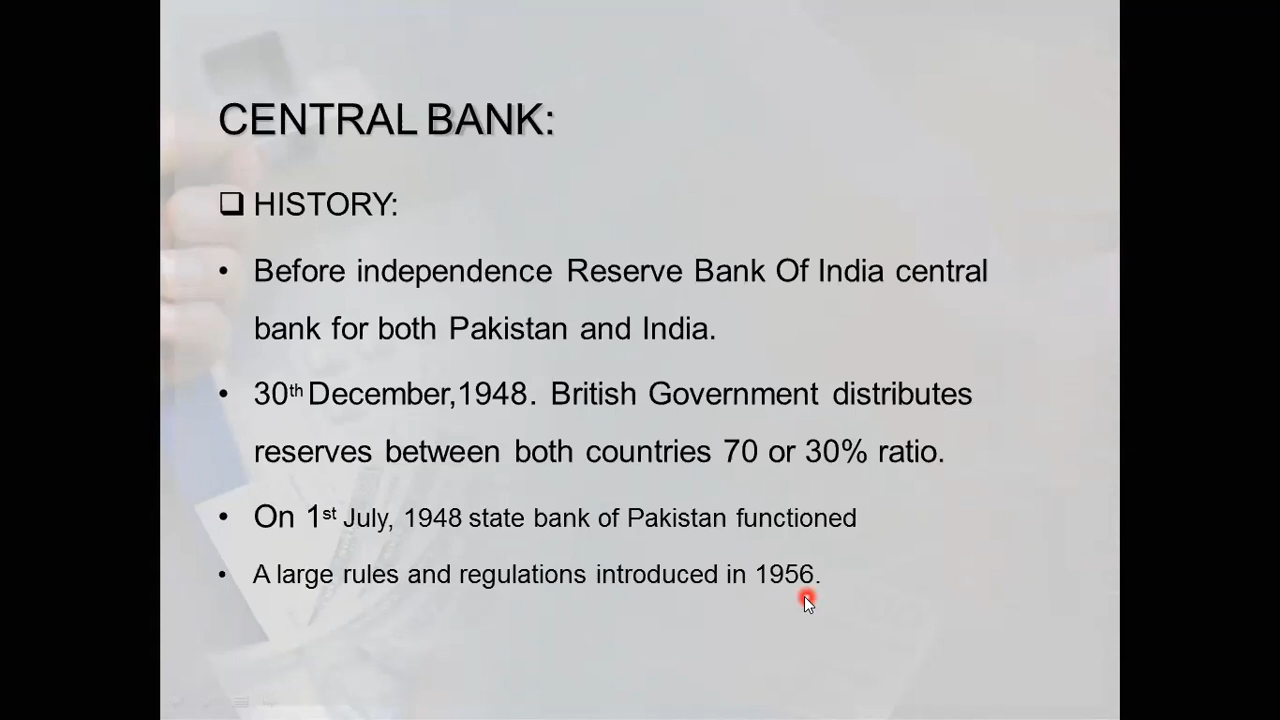 CENTRAL BANK:
❑ HISTORY:
• Before independence Reserve Bank Of India central
bank for both Pakistan and India.
• 30th December,1948. British Government distributes
reserves between both countries 70 or 30% ratio.
• On 1st July, 1948 state bank of Pakistan functioned
• A large rules and regulations introduced in 1956.